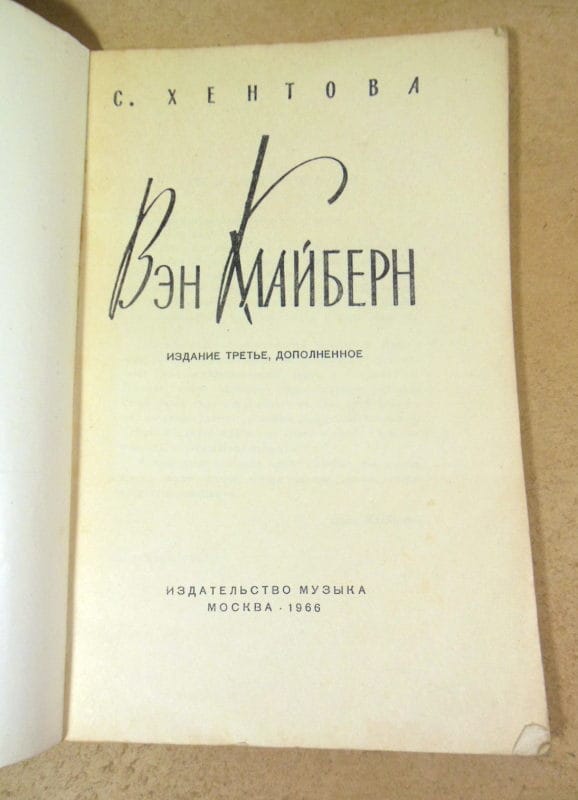 С. ХЕНТОВА
Вэн Клайберн
ИЗДАНИЕ ТРЕТЬЕ, ДОПОЛНЕННОЕ
ИЗДАТЕЛЬСТВО МУЗЫКА
МОСКВА · 1966